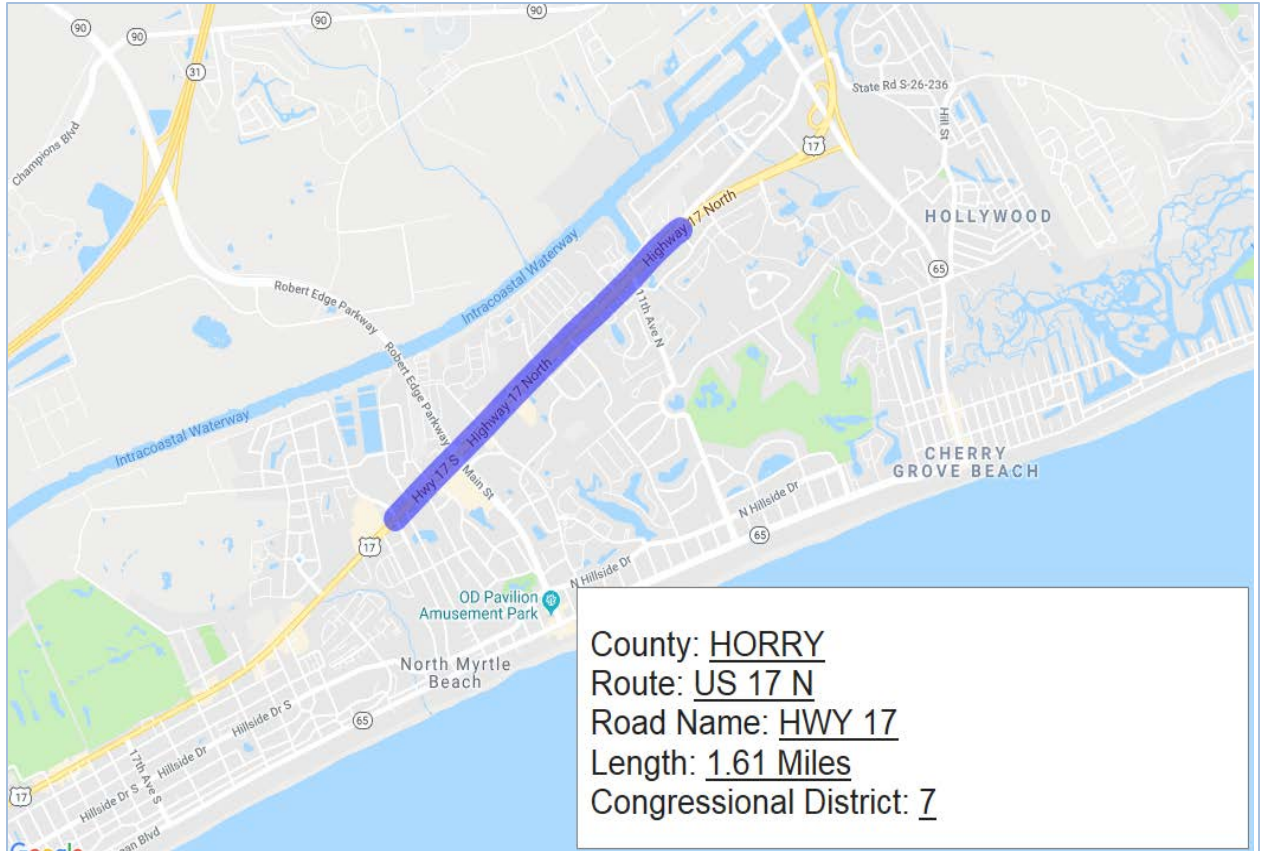 90
90
90
90
31
State Rd S-26-236
Hill St
Champions Blvd
17
Highway 17 North
HOLLYWOOD
Intracoastal Waterway
65
Robert Edge Parkway
11th Ave N
Robert Edge Parkway
Highway 17 North
Intracoastal Waterway
Hwy 17 S
Main St
CHERRY
GROVE BEACH
N Hillside Dr
17
65
N Hillside Dr
OD Pavilion
Amusement Park
North Myrtle
Beach
Hillside Dr S
65
17th Ave S
Hillside Dr
Hillside Dr S
17
an Blvd
Google
County: HORRY
Route: US 17 N
Road Name: HWY 17
Length: 1.61 Miles
Congressional District: 7